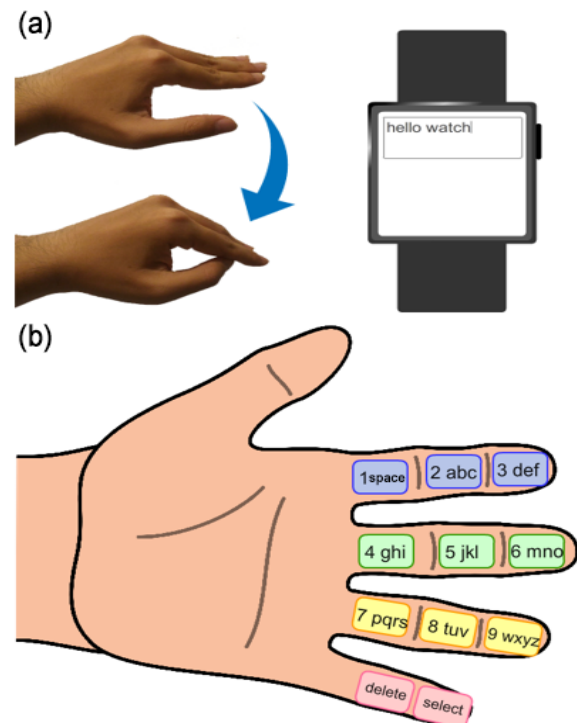 (a)
hello watch
(b)
1space 2 abc 3 def
4 ghi 5 jkl 6 mno
7 pqrs 8 tuv 9 wxyz
delete select